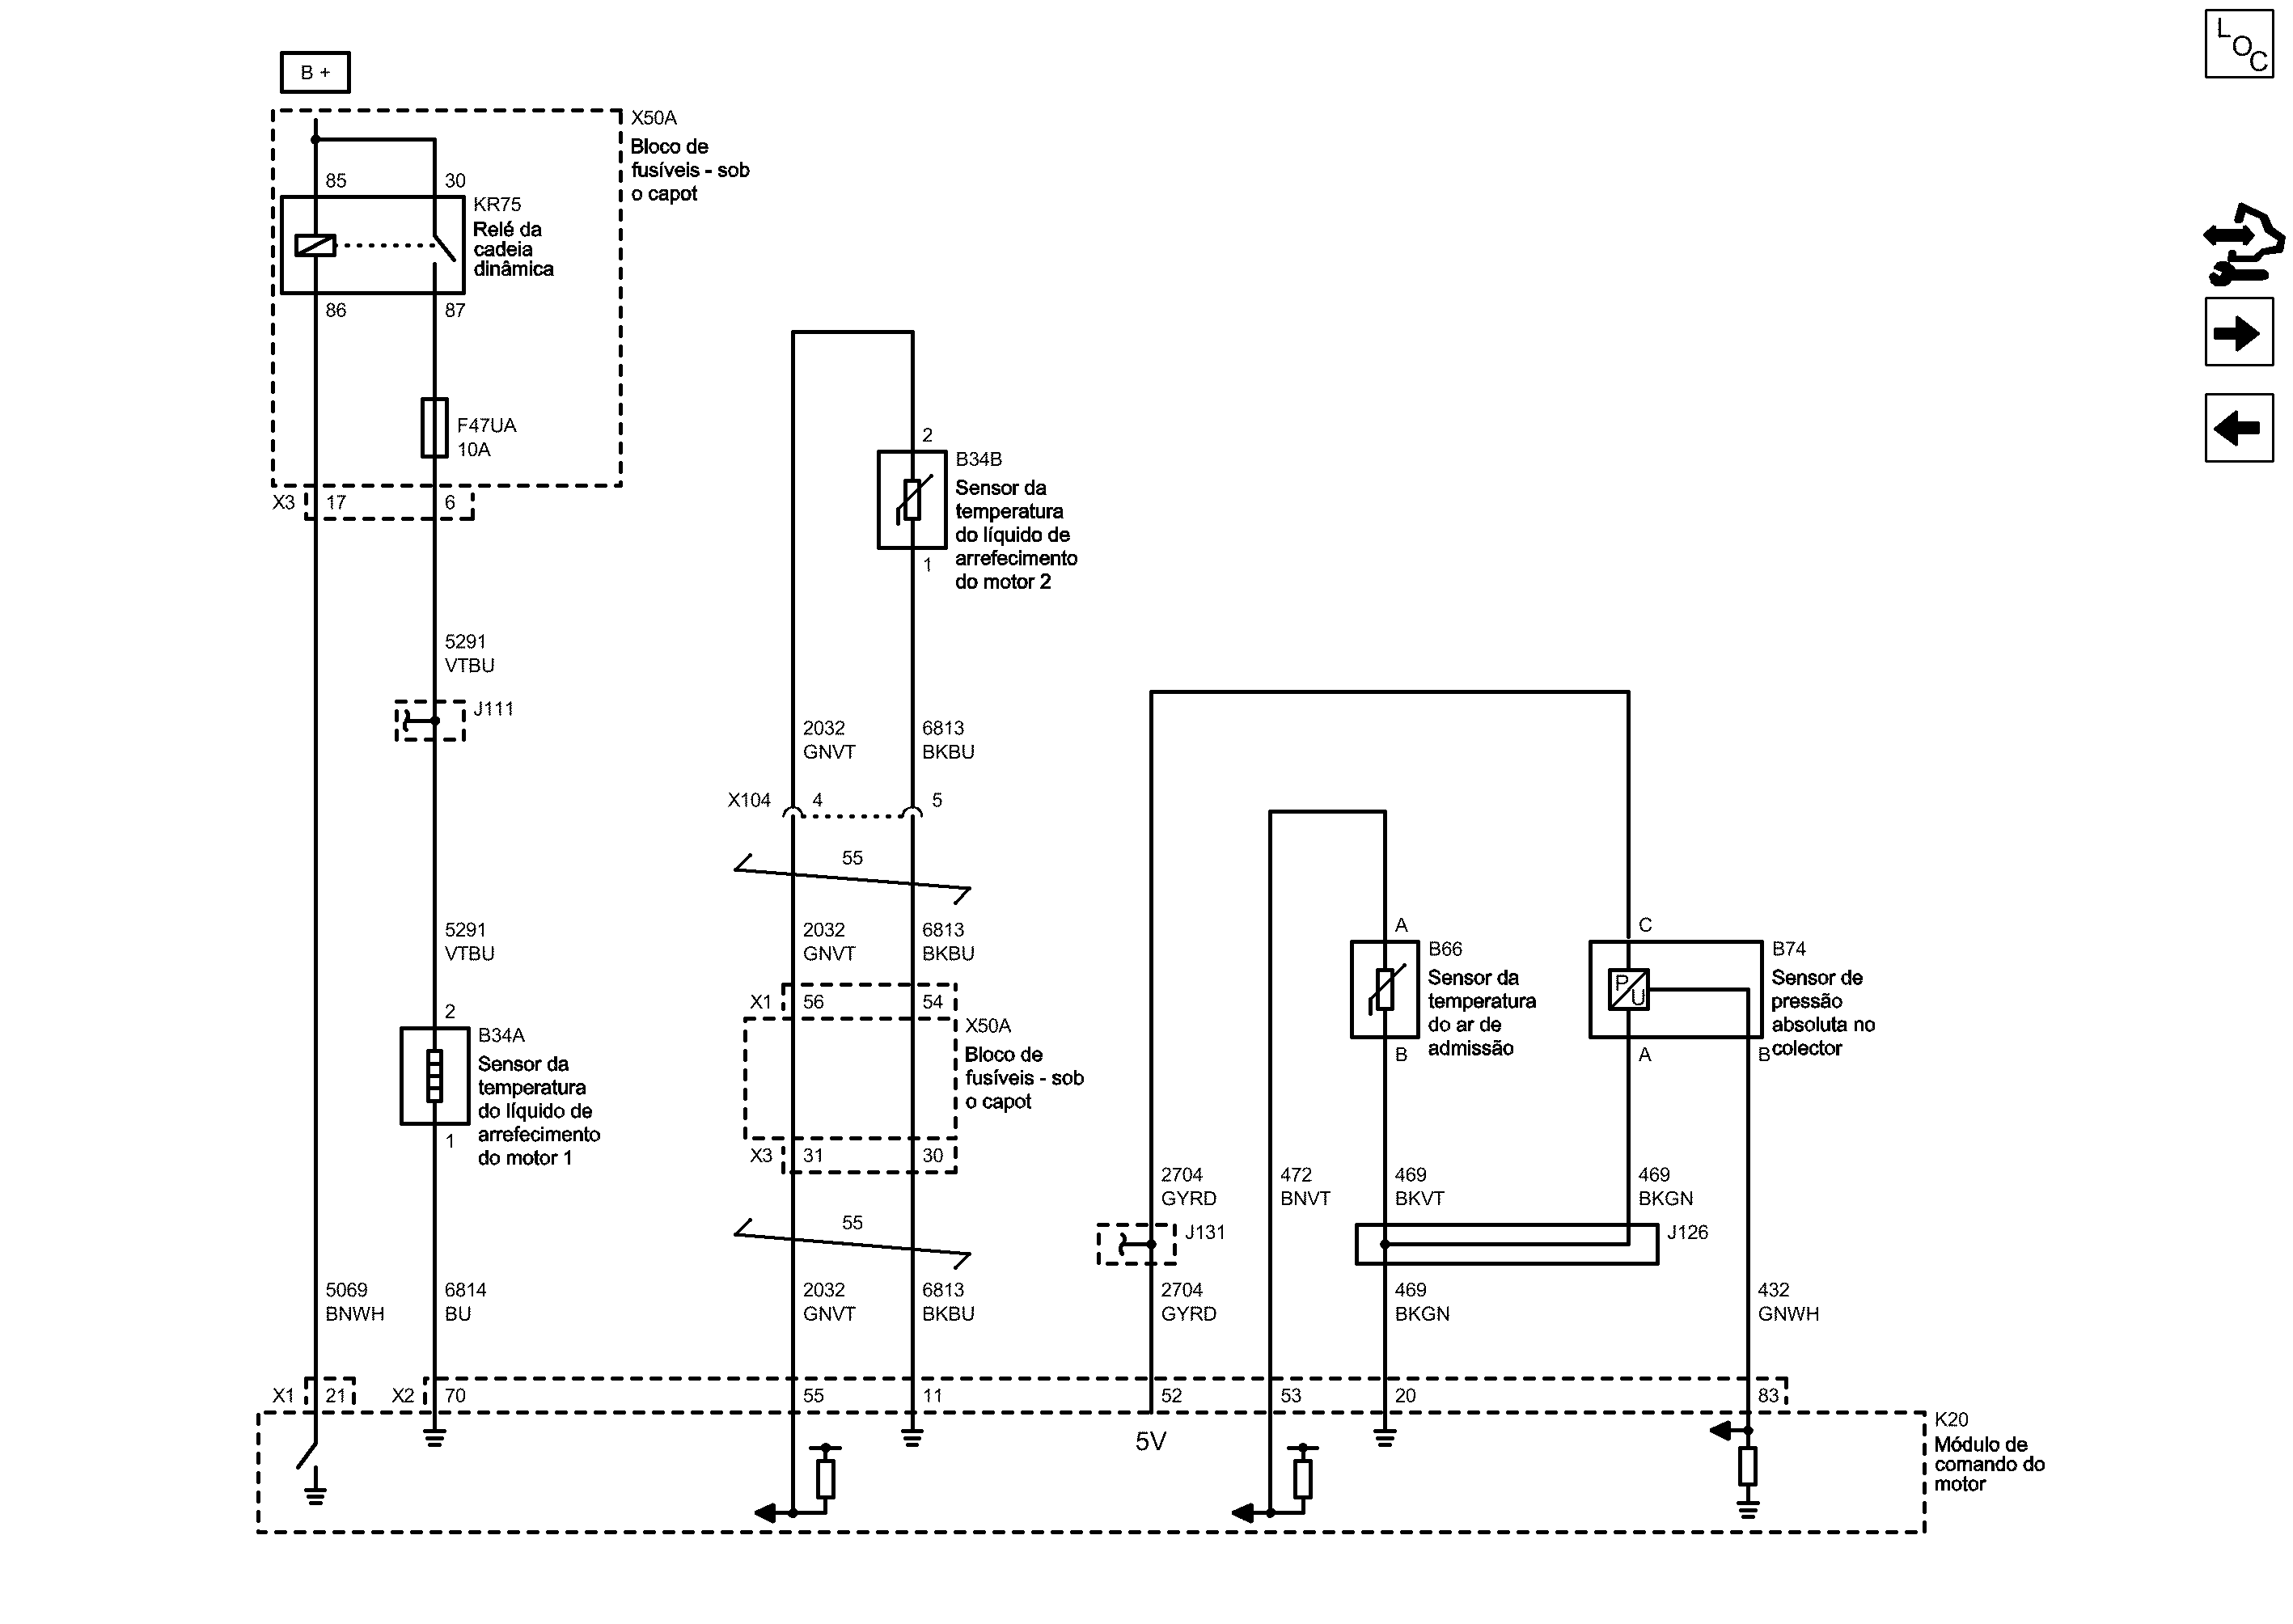 L
O
C
B +
X50A
Bloco de
fusíveis - sob
o capot
85
30
KR75
Relé da
cadeia
dinâmica
86
87
F47UA
10A
X3
17
6
5291
VTBU
J111
5291
VTBU
2
B34A
Sensor da
temperatura
do líquido de
arrefecimento
do motor 1
1
5069
BNWH
6814
BU
2
B34B
Sensor da
temperatura
do líquido de
arrefecimento
do motor 2
1
2032
GNVT
6813
BKBU
X104
4
5
55
2032
GNVT
6813
BKBU
X1
56
54
X50A
Bloco de
fusíveis - sob
o capot
X3
31
30
55
2032
GNVT
6813
BKBU
A
B66
Sensor da
temperatura
do ar de
admissão
B
C
B74
Sensor de
pressão
absoluta no
colector
P
U
A
B
2704
GYRD
472
BNVT
469
BKVT
469
BKGN
J131
J126
2704
GYRD
469
BKGN
432
GNWH
X1
21
X2
70
55
11
52
53
20
83
5V
K20
Módulo de
comando do
motor